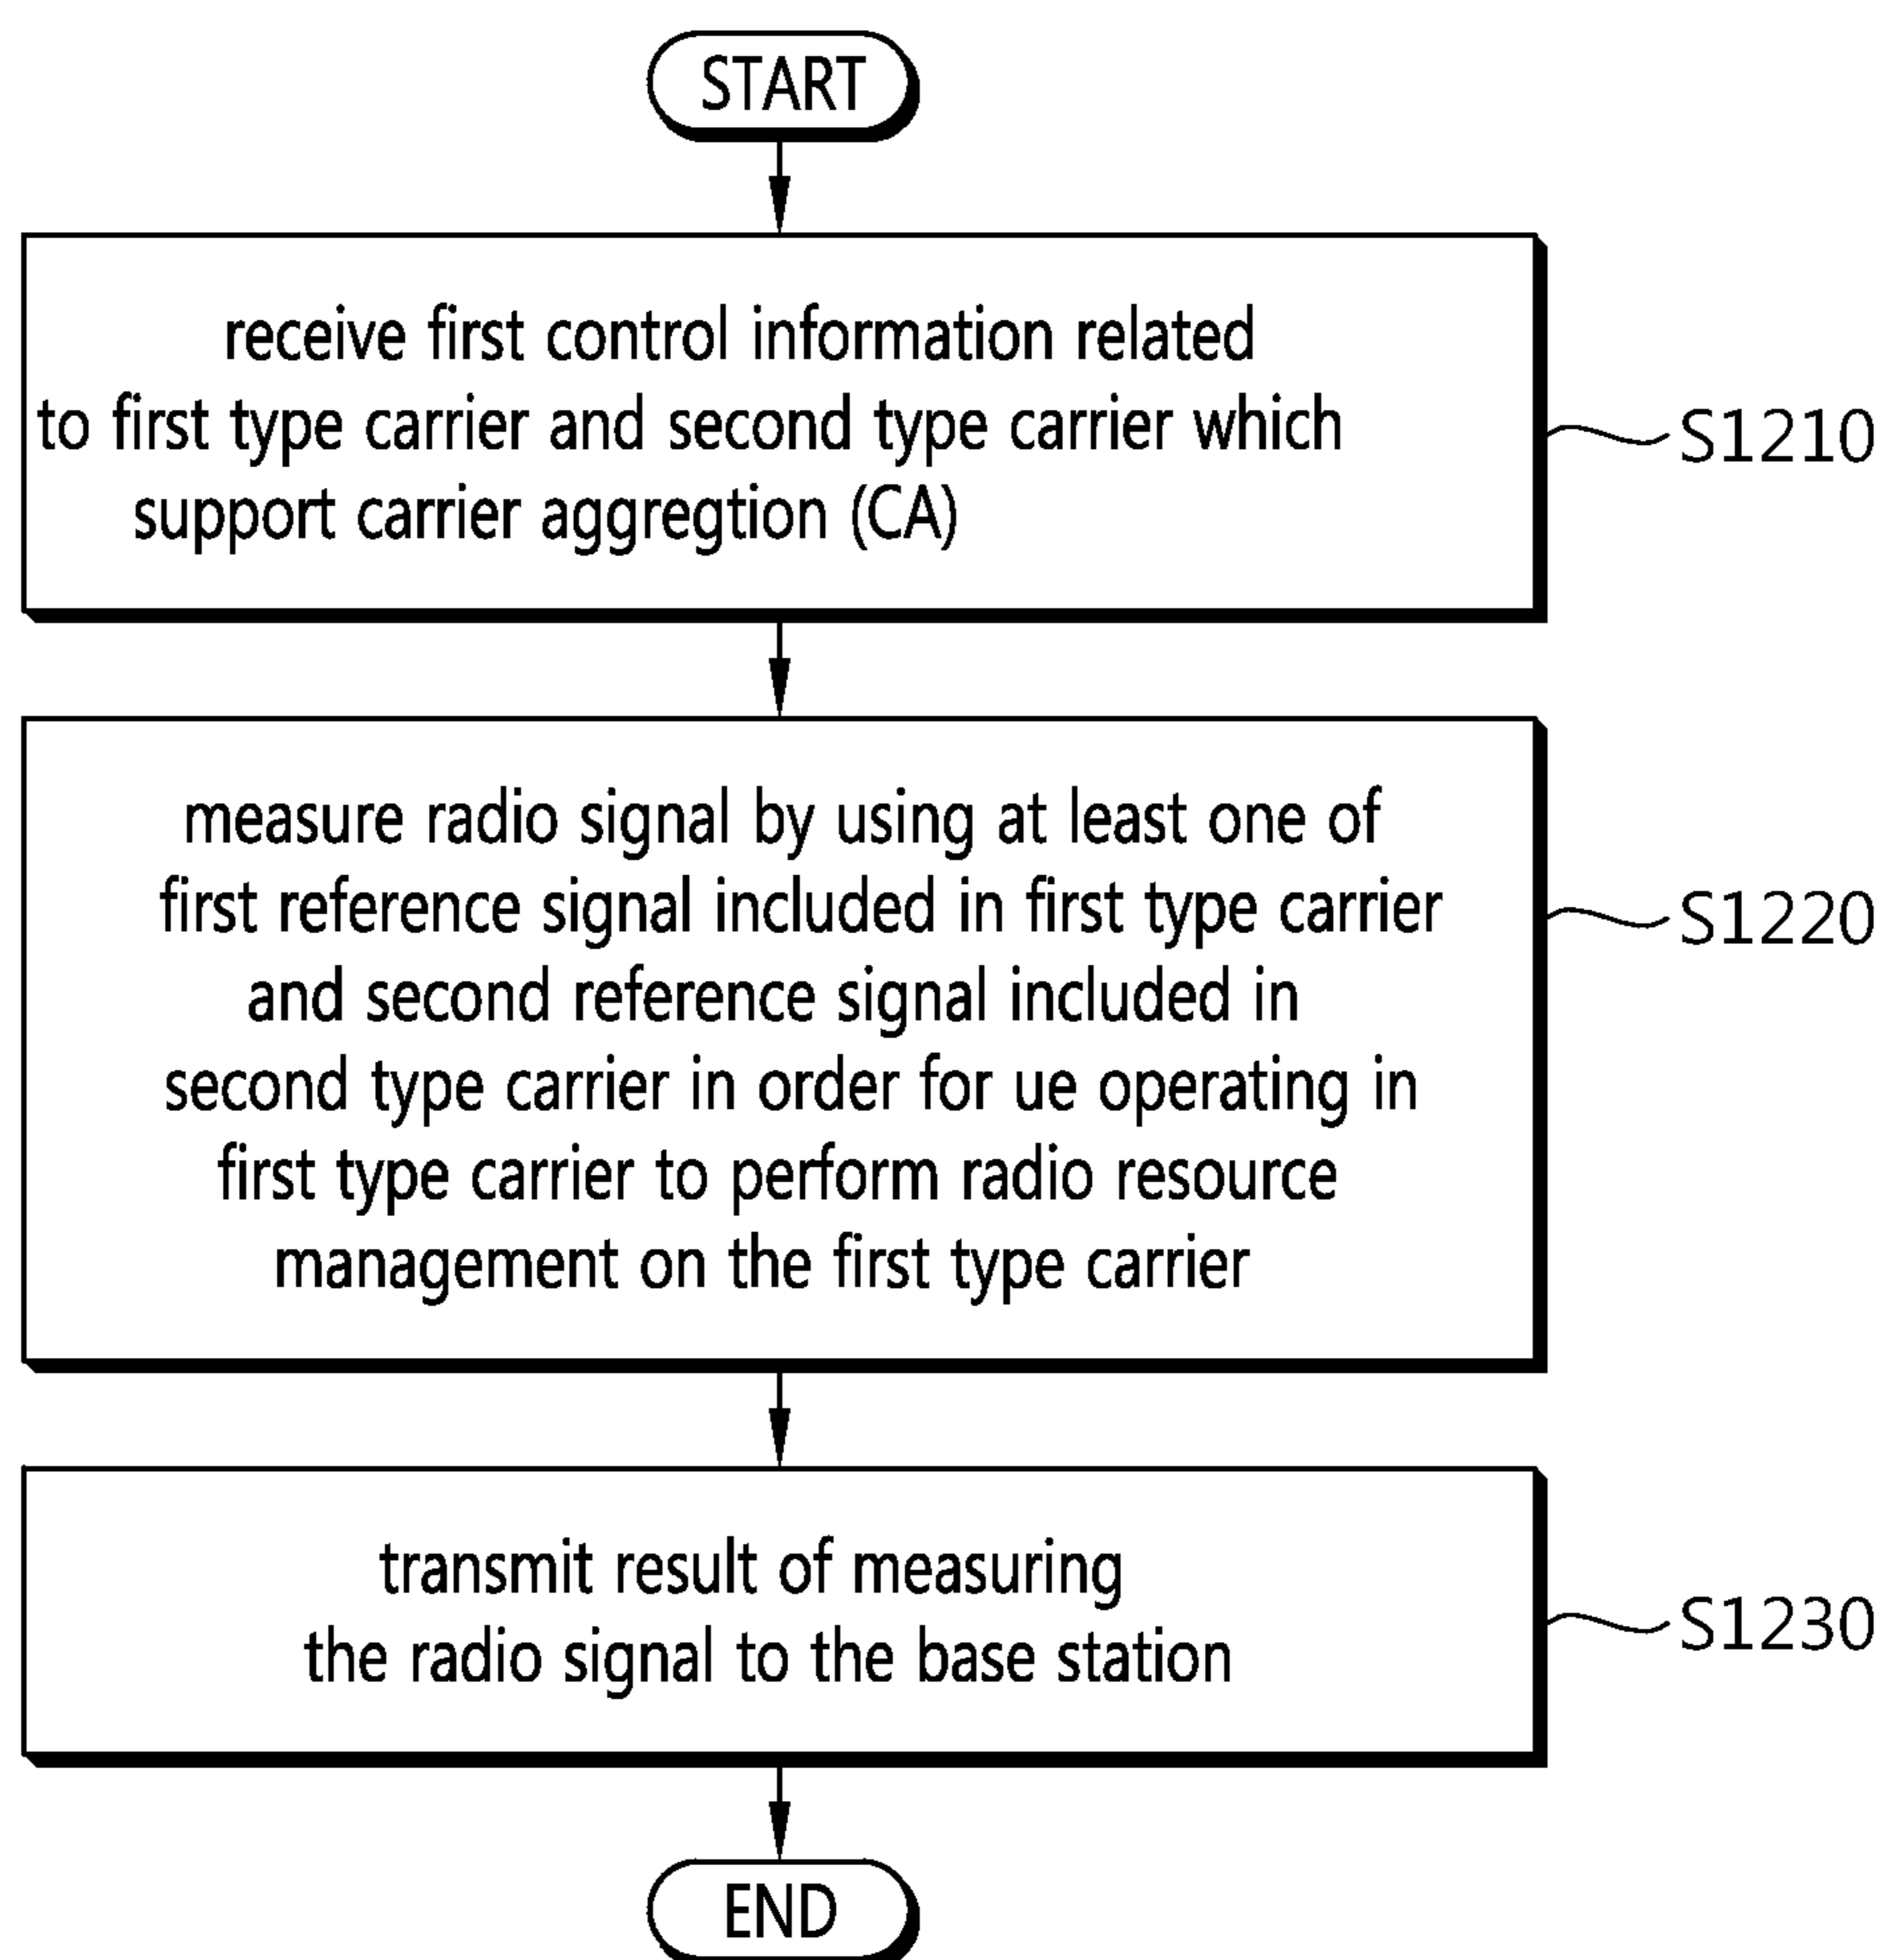 START
receive first control information related
to first type carrier and second type carrier which
support carrier aggregtion (CA)
S1210
measure radio signal by using at least one of
first reference signal included in first type carrier
and second reference signal included in
second type carrier in order for ue operating in
first type carrier to perform radio resource
management on the first type carrier
S1220
transmit result of measuring
the radio signal to the base station
S1230
END